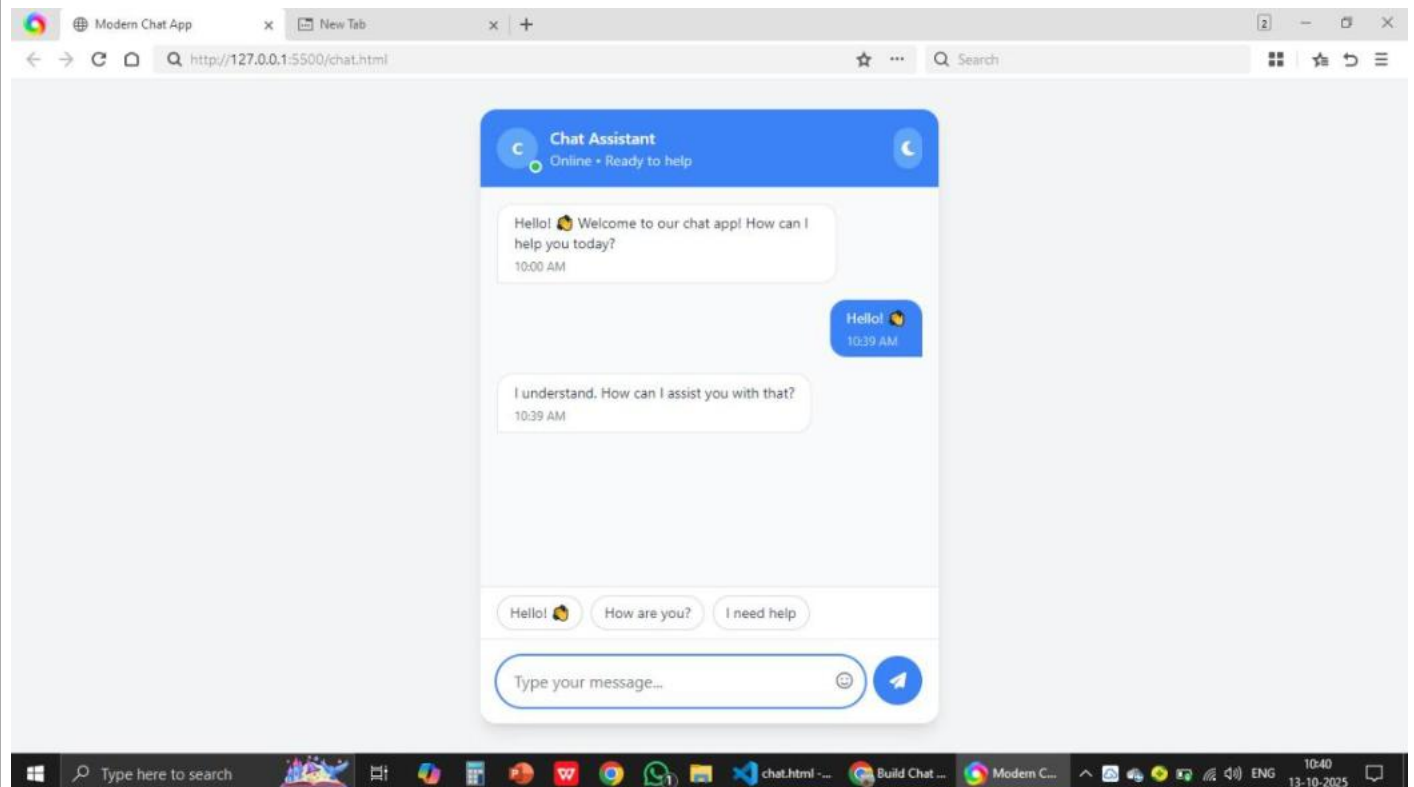 Modern Chat App
New Tab
2
http://127.0.0.1:5500/chat.html
Search
C
Chat Assistant
Online • Ready to help
Hello! 👋 Welcome to our chat app! How can I
help you today?
10:00 AM
Hello! 👋
10:39 AM
I understand. How can I assist you with that?
10:39 AM
Hello! 👋
How are you?
I need help
Type your message...
Type here to search
W
1
chat.html -...
Build Chat ...
Modern C...
ENG
10:40
13-10-2025